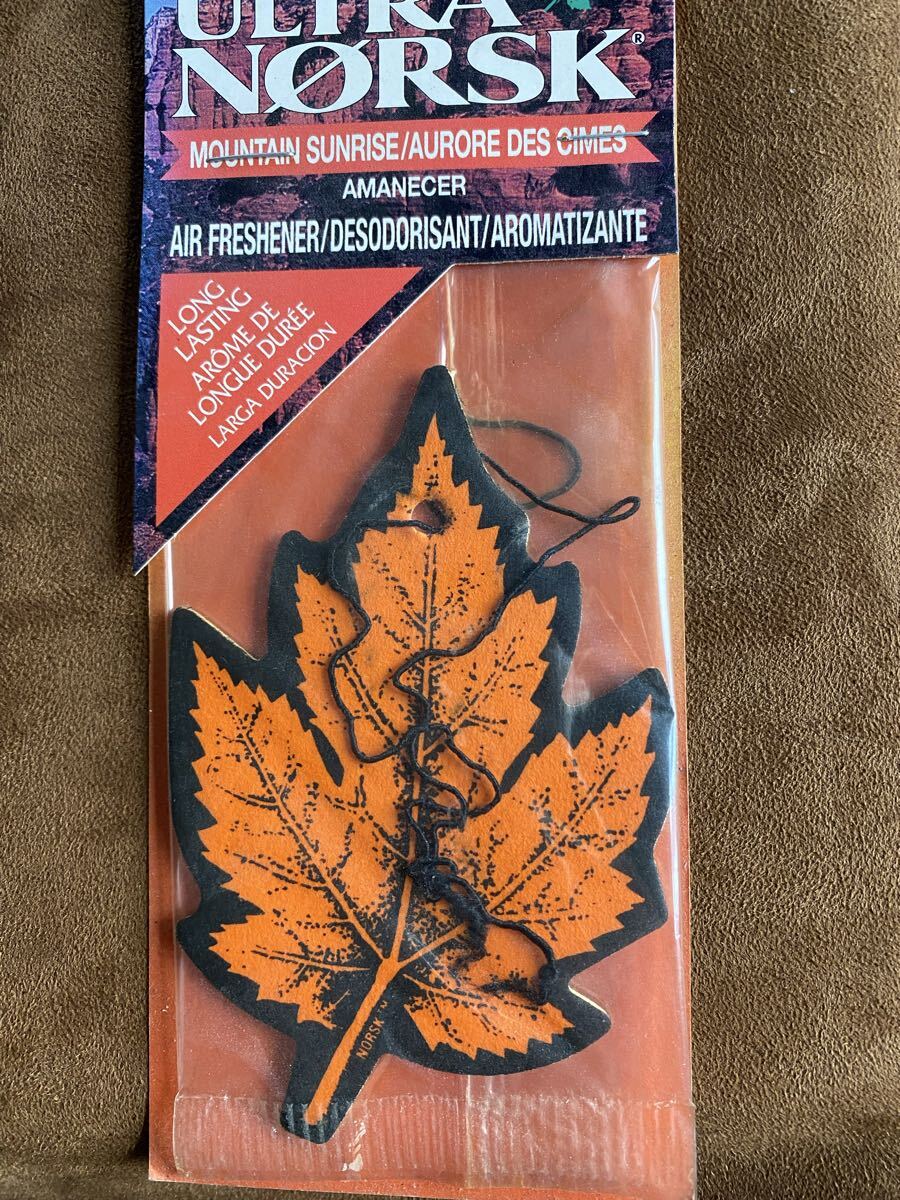 ULTRA
NØRSK®
MOUNTAIN SUNRISE/AURORE DES CIMES
AMANECER
AIR FRESHENER/DESODORISANT/AROMATIZANTE
LONG
LASTING
ARÔME DE
LONGUE DURÉE
LARGA DURACION
NORSK™